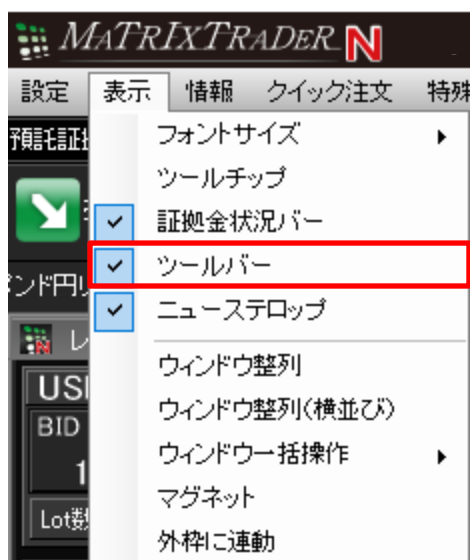 MATRIXTRADER N
設定 表示 情報 クイック注文 特殊
預託証
フォントサイズ
ツールチップ
証拠金状況バー
ツールバー
ンド円
ニューステロップ
レ
ウィンドウ整列
US
ウィンドウ整列(横並び)
BID
ウィンドウ一括操作
1
マグネット
Lot数
外枠に連動